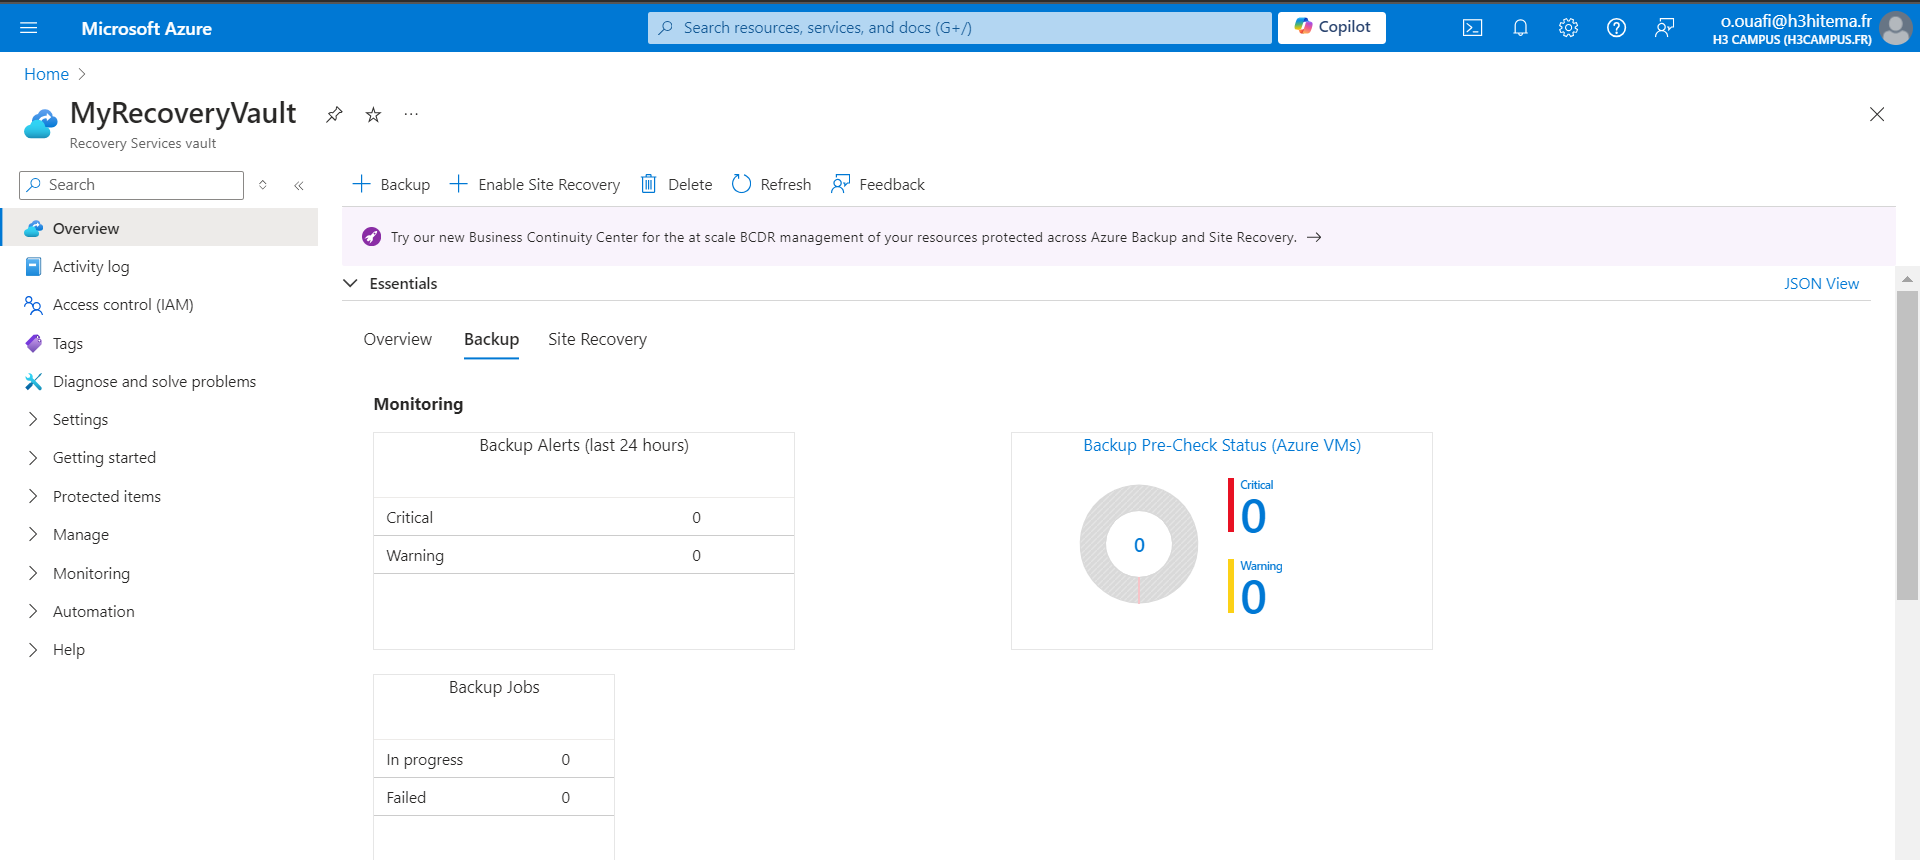 Microsoft Azure
Search resources, services, and docs (G+/)
Copilot
o.ouafi@h3hitema.fr
H3 CAMPUS (H3CAMPUS.FR)
Home
MyRecoveryVault
Recovery Services vault
Search
Backup
Enable Site Recovery
Delete
Refresh
Feedback
Overview
Activity log
Access control (IAM)
Tags
Diagnose and solve problems
Settings
Getting started
Protected items
Manage
Monitoring
Automation
Help
Try our new Business Continuity Center for the at scale BCDR management of your resources protected across Azure Backup and Site Recovery.
Essentials
JSON View
Overview
Backup
Site Recovery
Monitoring
Backup Alerts (last 24 hours)
Critical 0
Warning 0
Backup Pre-Check Status (Azure VMs)
0
Critical
0
Warning
0
Backup Jobs
In progress 0
Failed 0